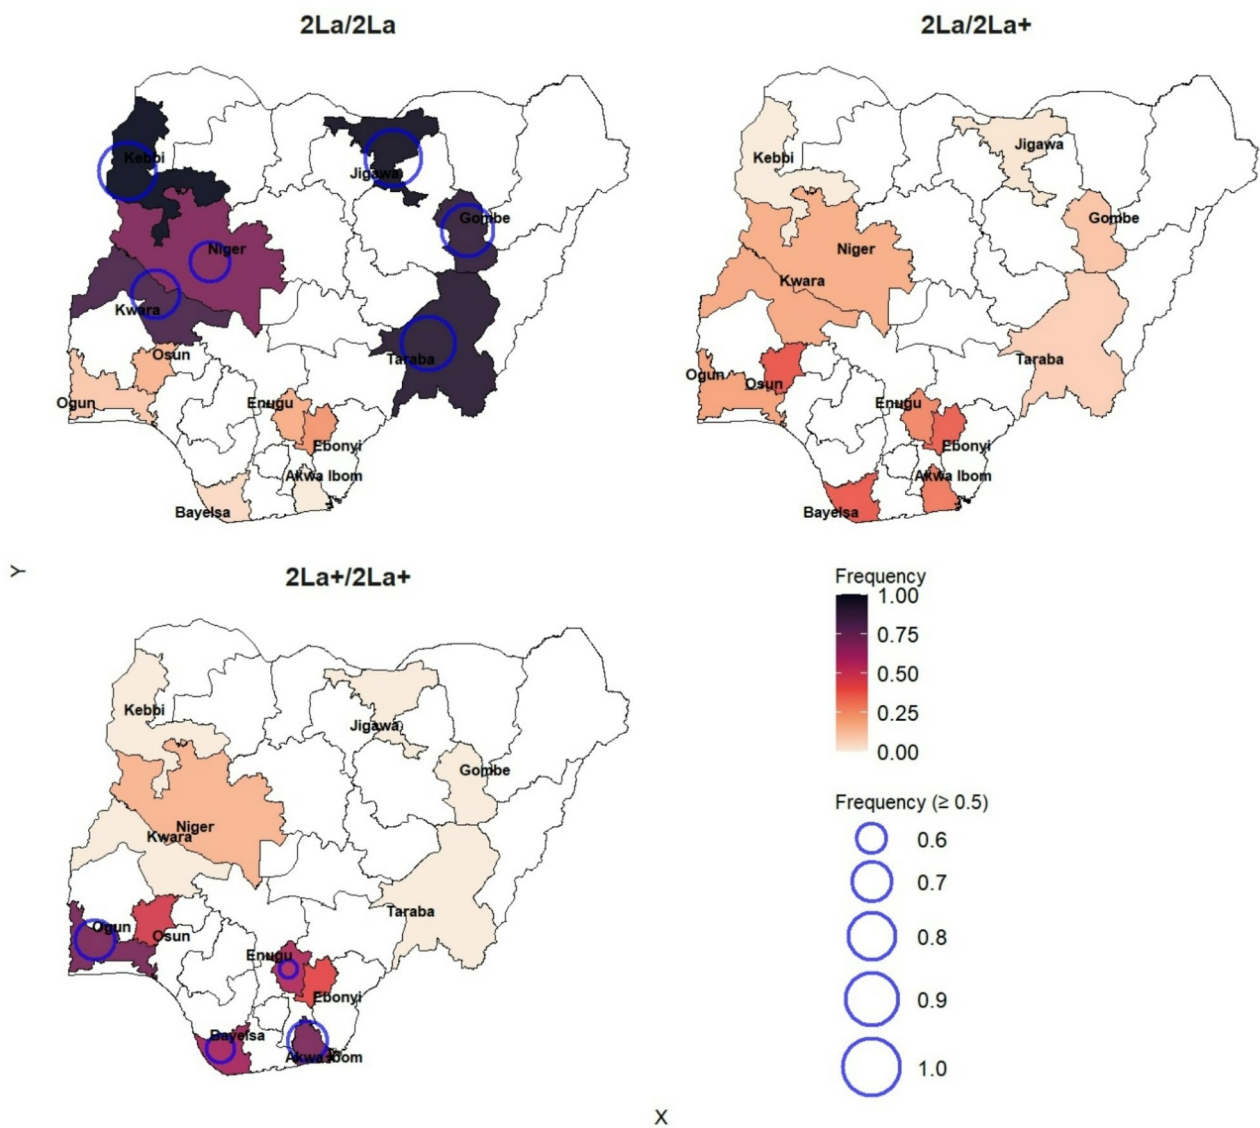 2La/2La
Kebbi
Jigawa
Gombe
Niger
Kwara
Osun
Taraba
Ogun
Enugu
Ebonyi
Akwa Ibom
Bayelsa
2La/2La+
Jigawa
Kebbi
Gombe
Niger
Kwara
Taraba
Ogun
Osun
Enugu
Ebonyi
Akwa Ibom
Bayelsa
Y
2La+/2La+
Kebbi
Jigawa
Gombe
Niger
Kwara
Taraba
Ogun
Osun
Enugu
Ebonyi
Bayelsa
Akwa Ibom
Frequency
1.00
0.75
0.50
0.25
0.00
Frequency (≥ 0.5)
0.6
0.7
0.8
0.9
1.0
X